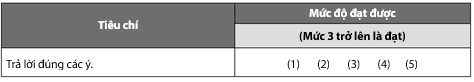 Tiêu chí
Mức độ đạt được
(Mức 3 trở lên là đạt)
Trả lời đúng các ý.
(1) (2) (3) (4) (5)